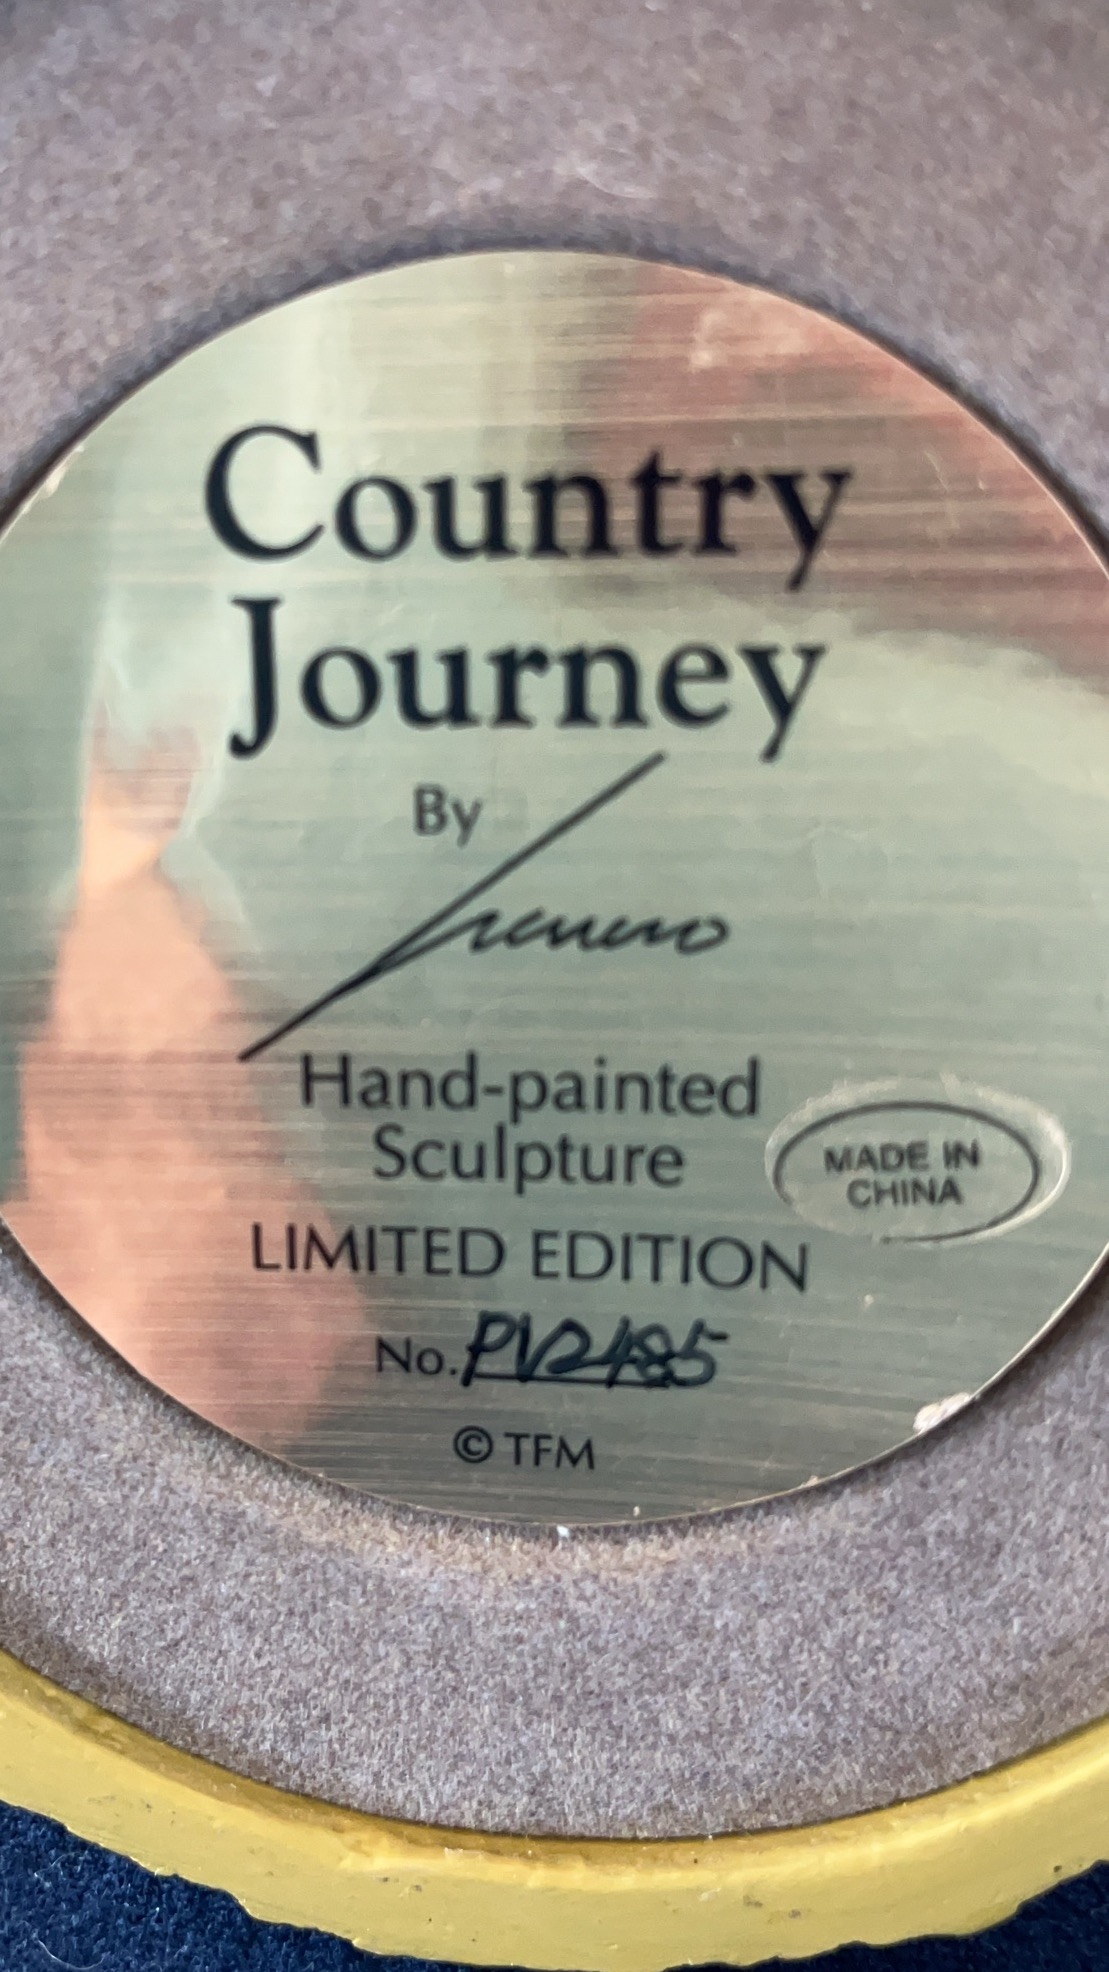 Country
Journey
By
Hand-painted
Sculpture
MADE IN
CHINA
LIMITED EDITION
No. PV2485
© TFM